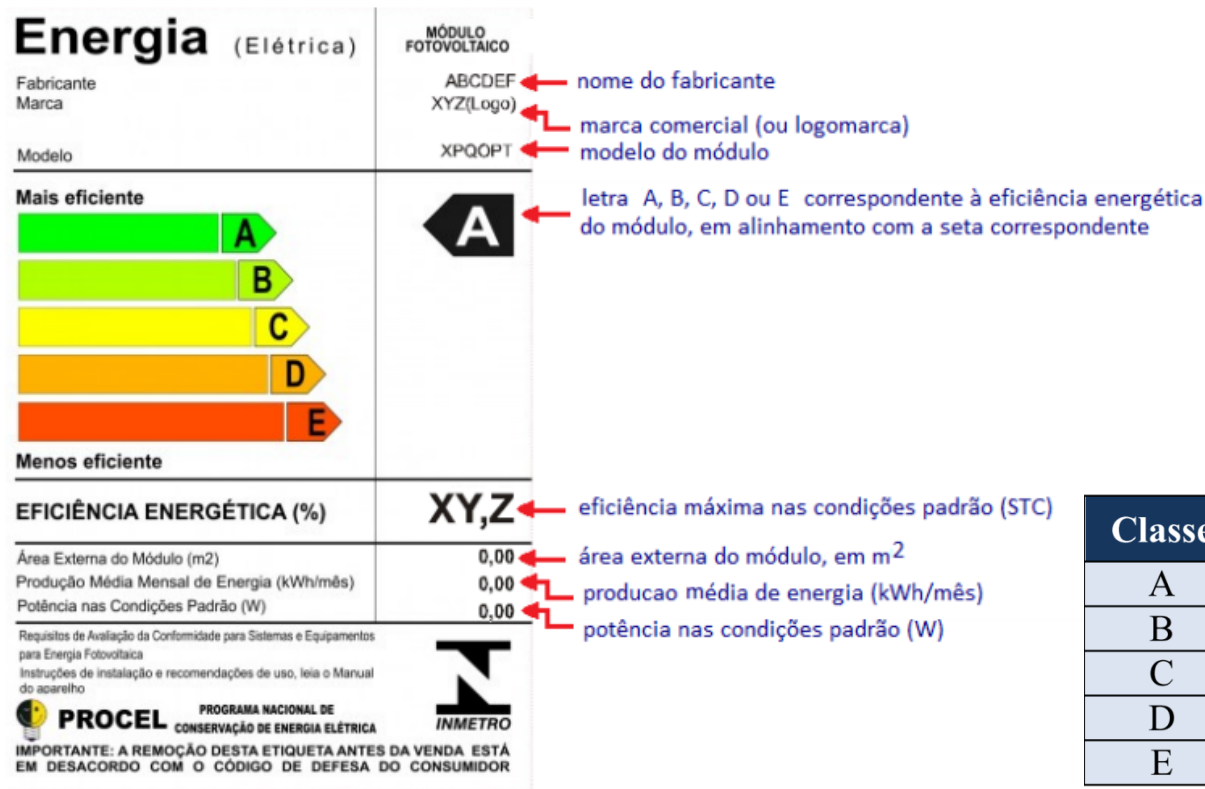 Energia (Elétrica)
MÓDULO
FOTOVOLTAICO
Fabricante
ABCDEF
nome do fabricante
Marca
XYZ(Logo)
marca comercial (ou logomarca)
Modelo
XPQOPT
modelo do módulo
Mais eficiente
A
B
C
D
E
Menos eficiente
A
letra A, B, C, D ou E correspondente à eficiência energética
do módulo, em alinhamento com a seta correspondente
EFICIÊNCIA ENERGÉTICA (%)
XY,Z
eficiência máxima nas condições padrão (STC)
Área Externa do Módulo (m2)
0,00
área externa do módulo, em m2
Produção Média Mensal de Energia (kWh/mês)
0,00
producao média de energia (kWh/mês)
Potência nas Condições Padrão (W)
0,00
potência nas condições padrão (W)
Requisitos de Avaliação da Conformidade para Sistemas e Equipamentos
para Energia Fotovoltaica
Instruções de instalação e recomendações de uso, leia o Manual
do aparelho
PROCEL
PROGRAMA NACIONAL DE
CONSERVAÇÃO DE ENERGIA ELÉTRICA
INMETRO
IMPORTANTE: A REMOÇÃO DESTA ETIQUETA ANTES DA VENDA ESTÁ
EM DESACORDO COM O CÓDIGO DE DEFESA DO CONSUMIDOR
Classe
A
B
C
D
E